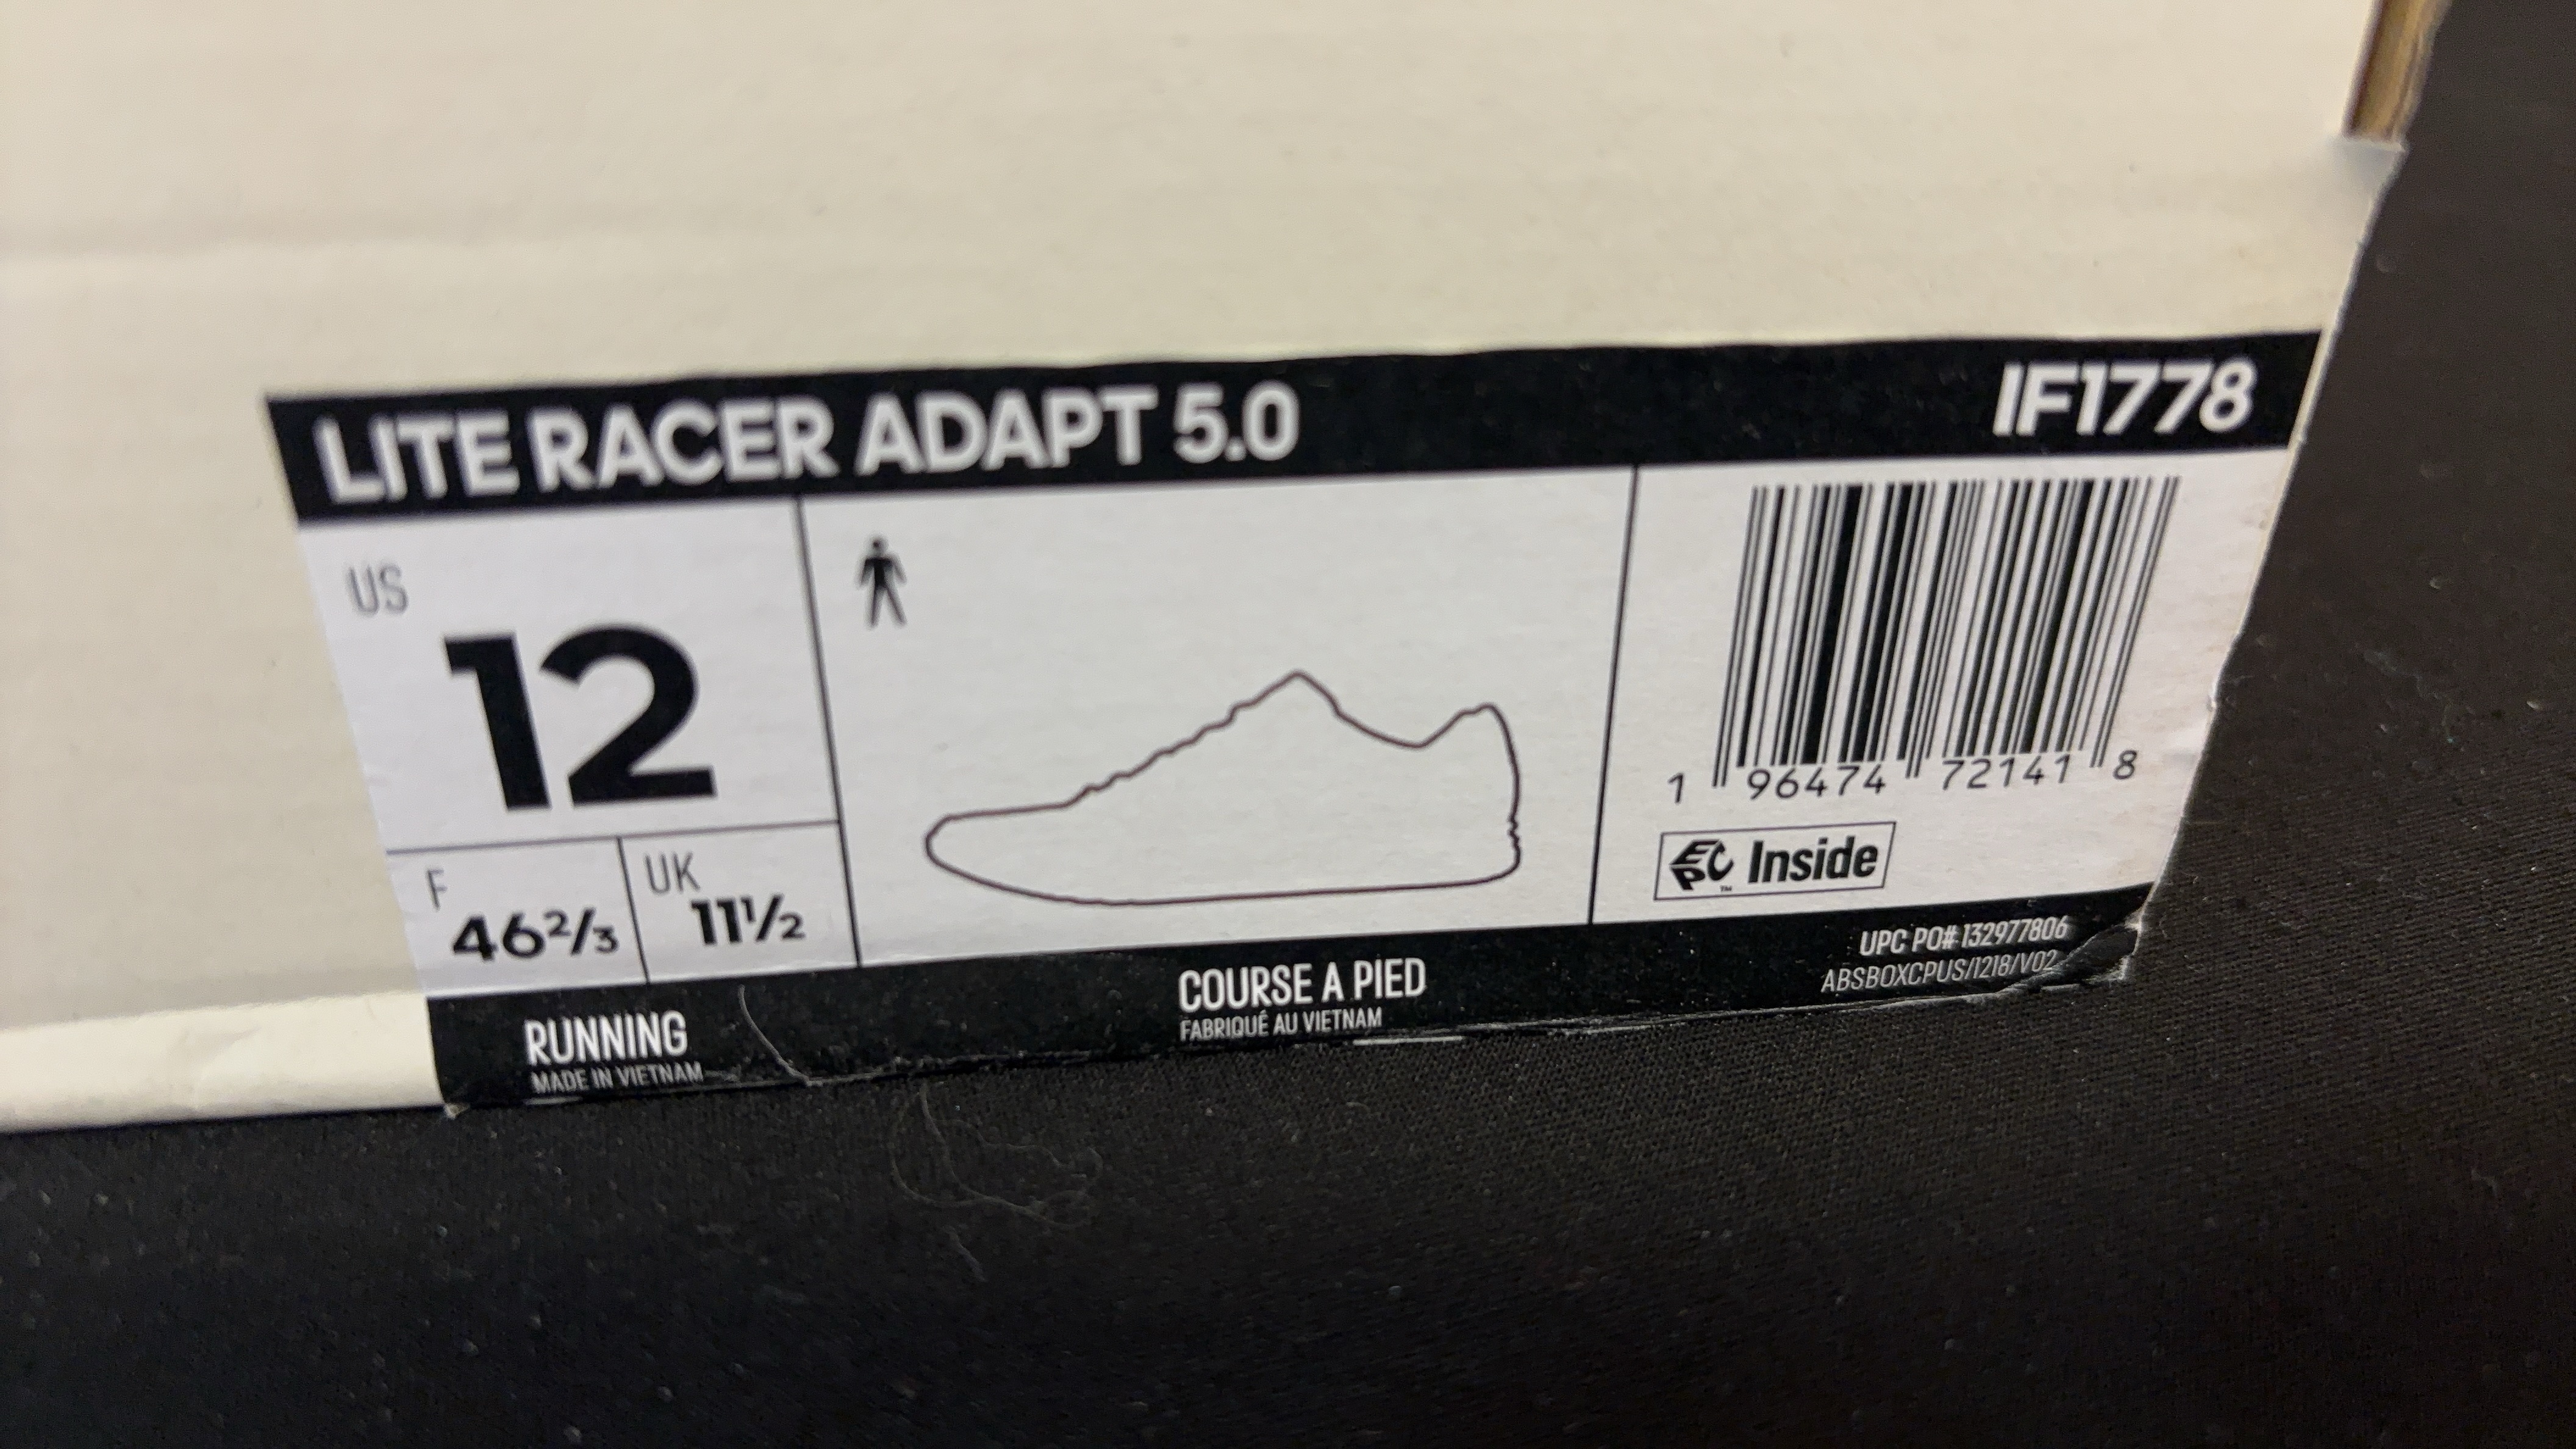 LITE RACER ADAPT 5.0
IF1778
US
12
F
46⅔
UK
11½
1 96474 72141 8
EPC Inside
TM
RUNNING
MADE IN VIETNAM
COURSE A PIED
FABRIQUÉ AU VIETNAM
UPC PO# 132977806
ABSBOXCPUS/1218/V02